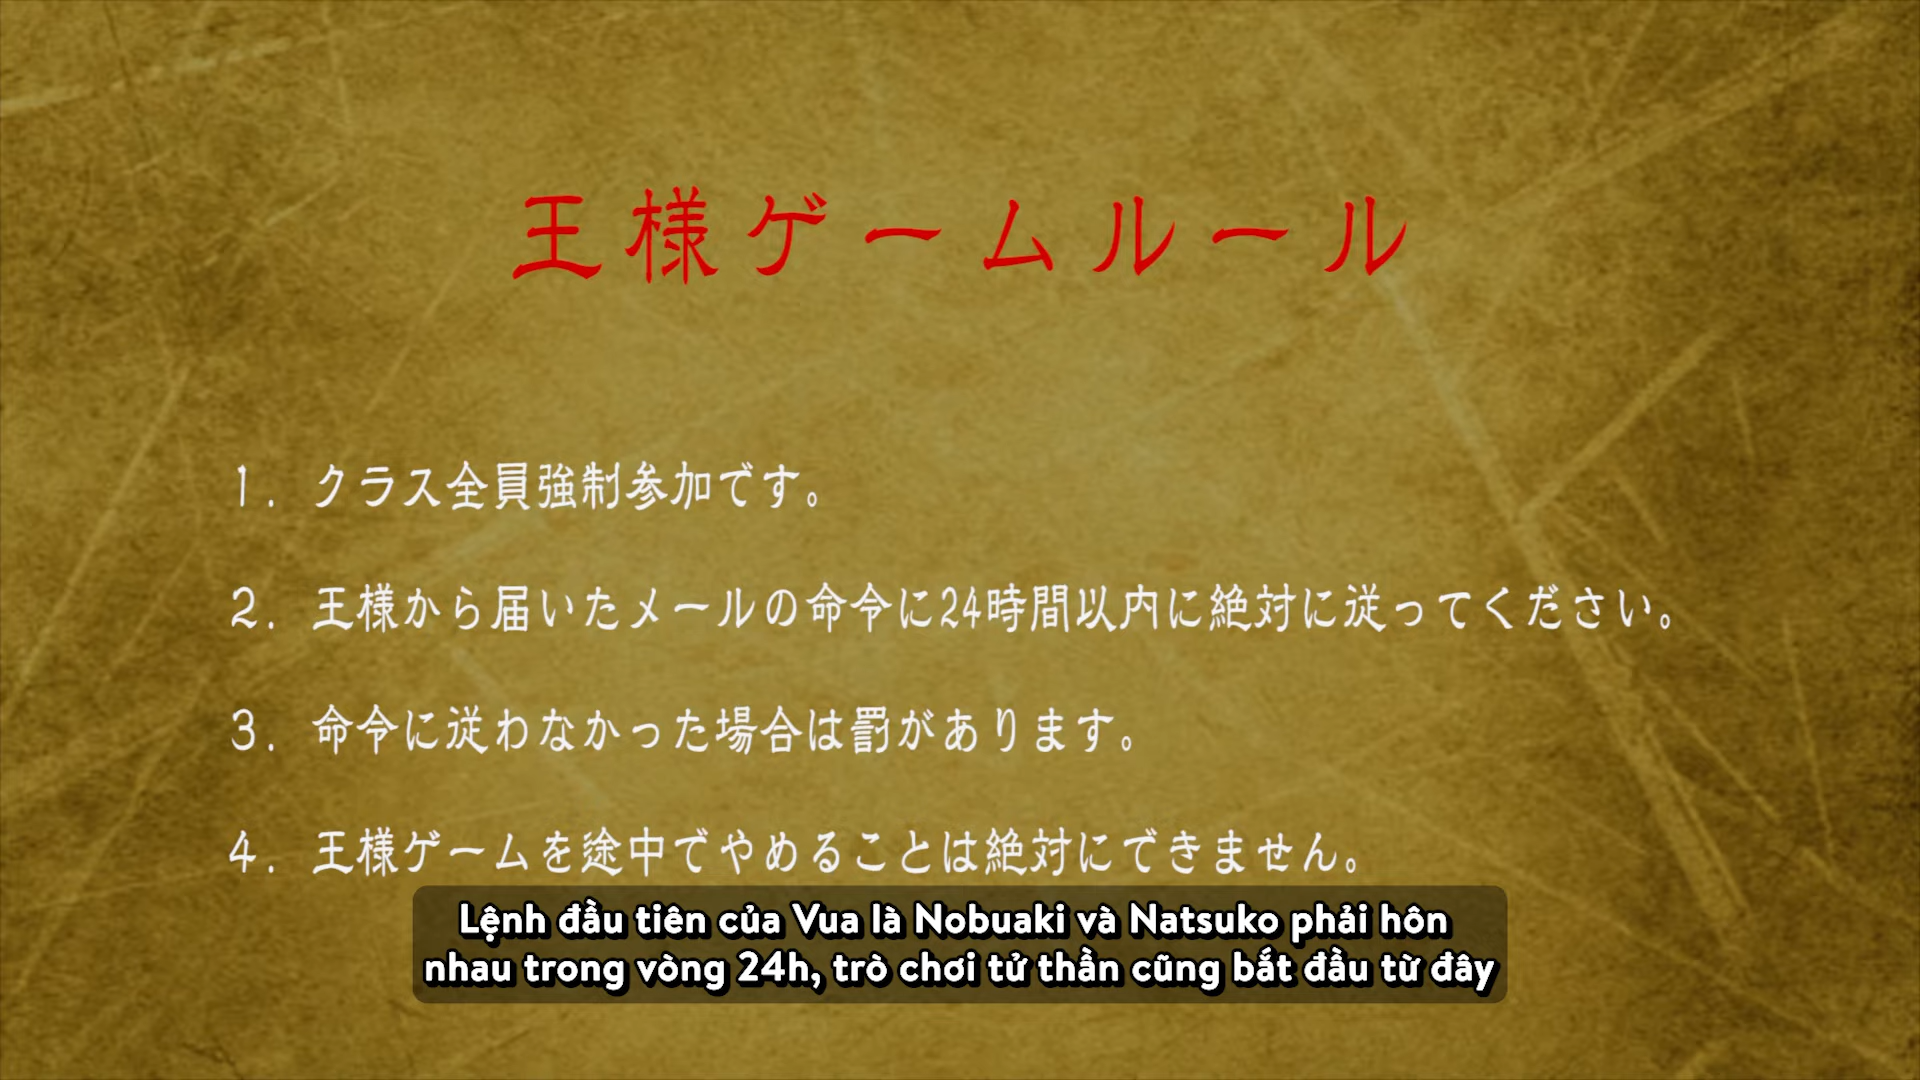 王様ゲームルール
1. クラス全員強制参加です。
2. 王様から届いたメールの命令に24時間以内に絶対に従ってください。
3. 命令に従わなかった場合は罰があります。
4. 王様ゲームを途中でやめることは絶対にできません。
Lệnh đầu tiên của Vua là Nobuaki và Natsuko phải hôn
nhau trong vòng 24h, trò chơi tử thần cũng bắt đầu từ đây